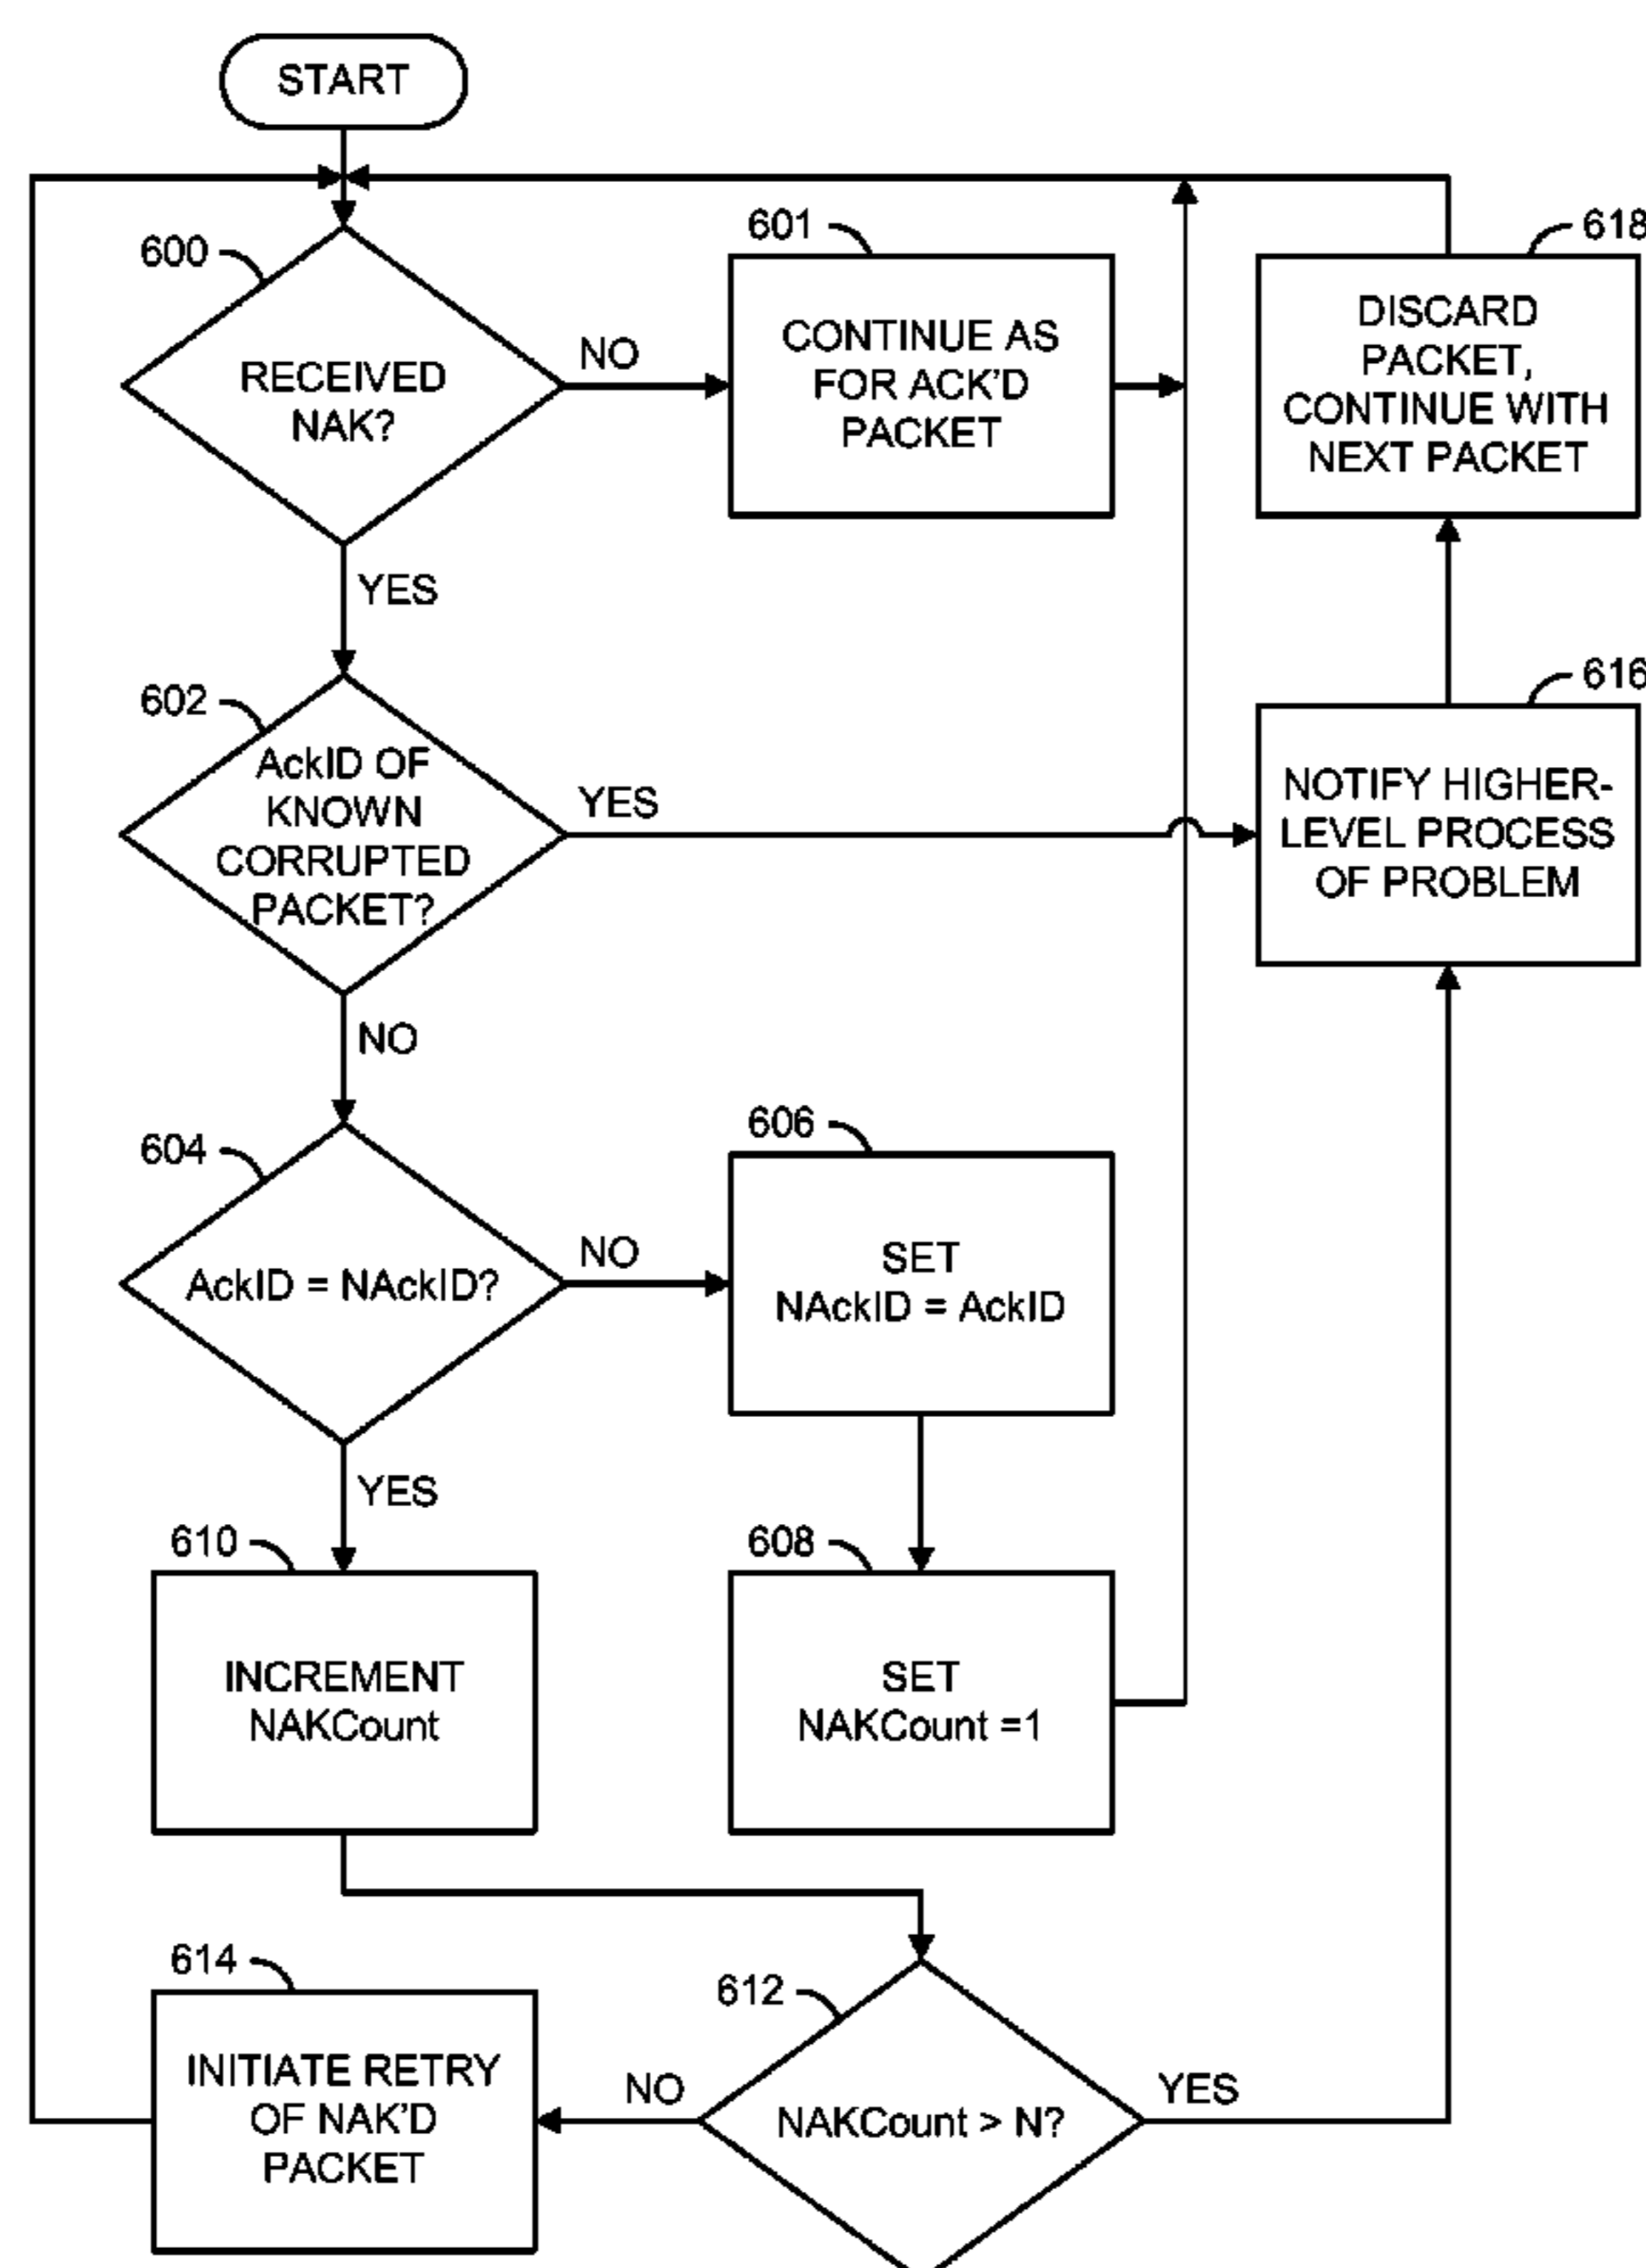 START
600
RECEIVED
NAK?
NO
YES
601
CONTINUE AS
FOR ACK'D
PACKET
618
DISCARD
PACKET,
CONTINUE WITH
NEXT PACKET
602
AckID OF
KNOWN
CORRUPTED
PACKET?
YES
NO
616
NOTIFY HIGHER-
LEVEL PROCESS
OF PROBLEM
604
AckID = NAckID?
NO
YES
606
SET
NAckID = AckID
610
INCREMENT
NAKCount
608
SET
NAKCount =1
614
INITIATE RETRY
OF NAK'D
PACKET
NO
612
NAKCount > N?
YES